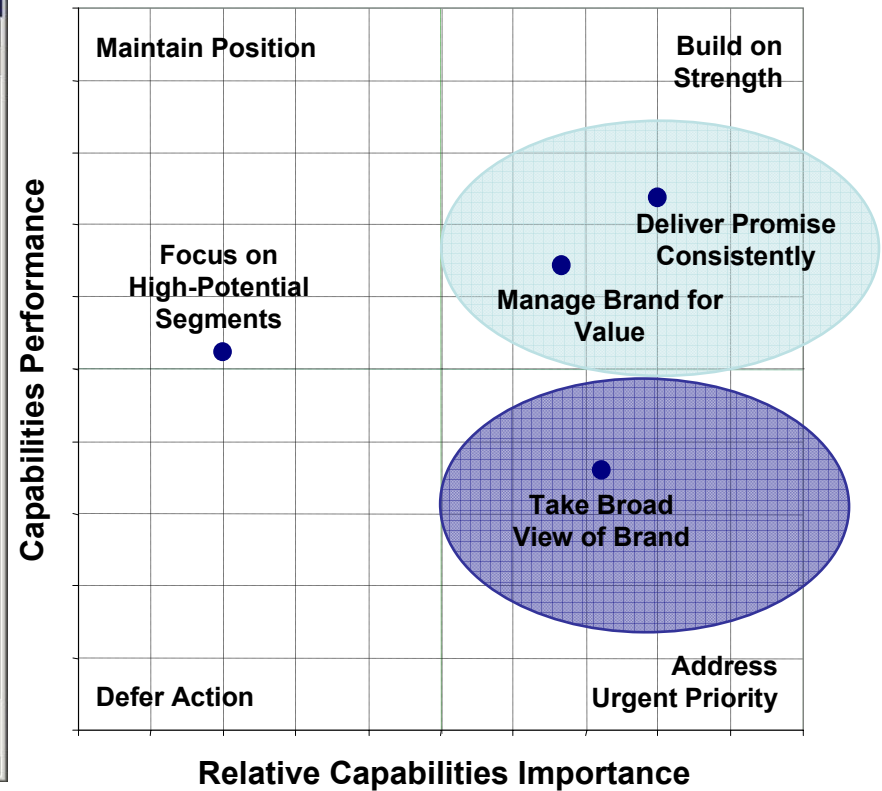 Maintain Position
Build on
Strength
Deliver Promise
Consistently
Focus on
High-Potential
Segments
Manage Brand for
Value
Take Broad
View of Brand
Address
Urgent Priority
Defer Action
Capabilities Performance
Relative Capabilities Importance